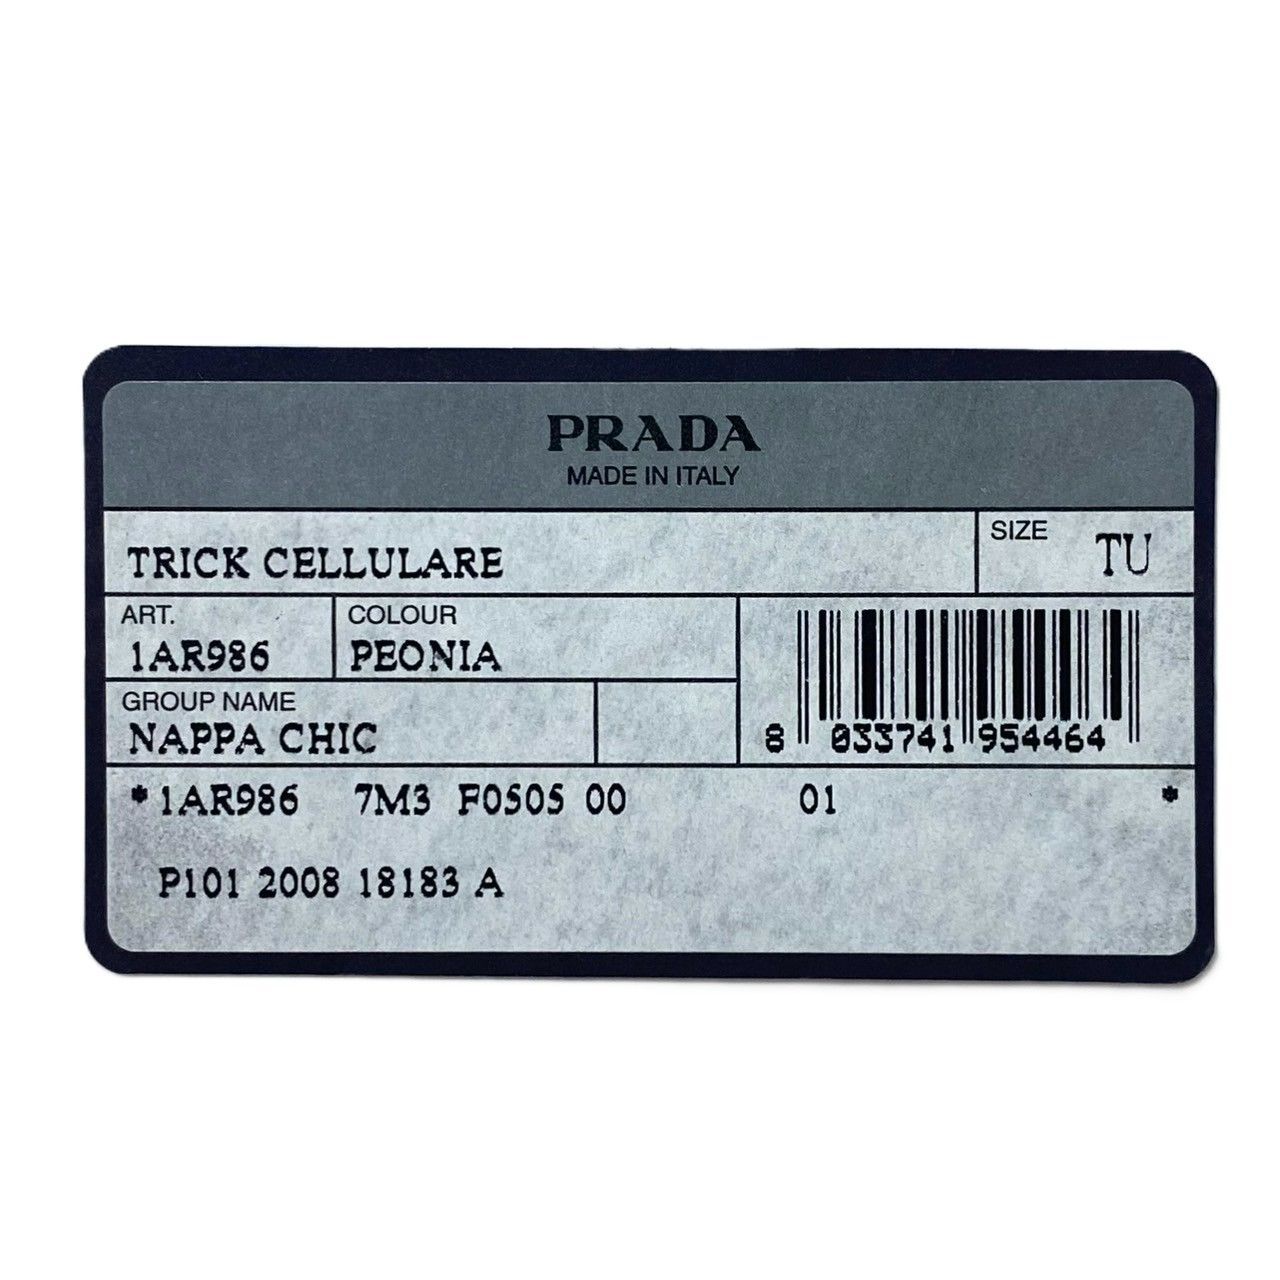 PRADA
MADE IN ITALY
TRICK CELLULARE
SIZE TU
ART. COLOUR
1AR986 PEONIA
GROUP NAME
NAPPA CHIC
8 033741 954464
*1AR986 7M3 F0505 00 01 *
P101 2008 18183 A